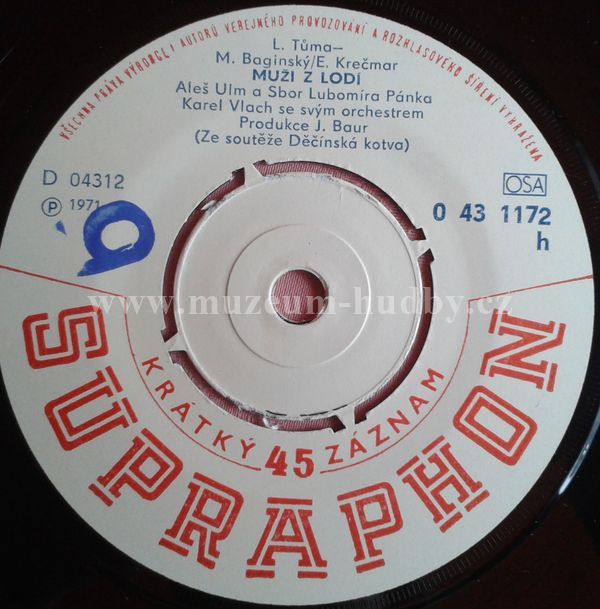 VŠECHNA PRÁVA VÝROBCE I AUTORŮ VEŘEJNÉHO PROVOZOVÁNÍ A ROZHLASOVÉHO ŠÍŘENÍ VYHRAŽENA
L. Tůma—
M. Baginský/E. Krečmar
MUŽI Z LODÍ
Aleš Ulm a Sbor Lubomíra Pánka
Karel Vlach se svým orchestrem
Produkce J. Baur
(Ze soutěže Děčínská kotva)
D 04312
Ⓟ 1971
OSA
0 43 1172
h
www.muzeum-hudby.cz
KRÁTKÝ 45 ZÁZNAM
SUPRAPHON